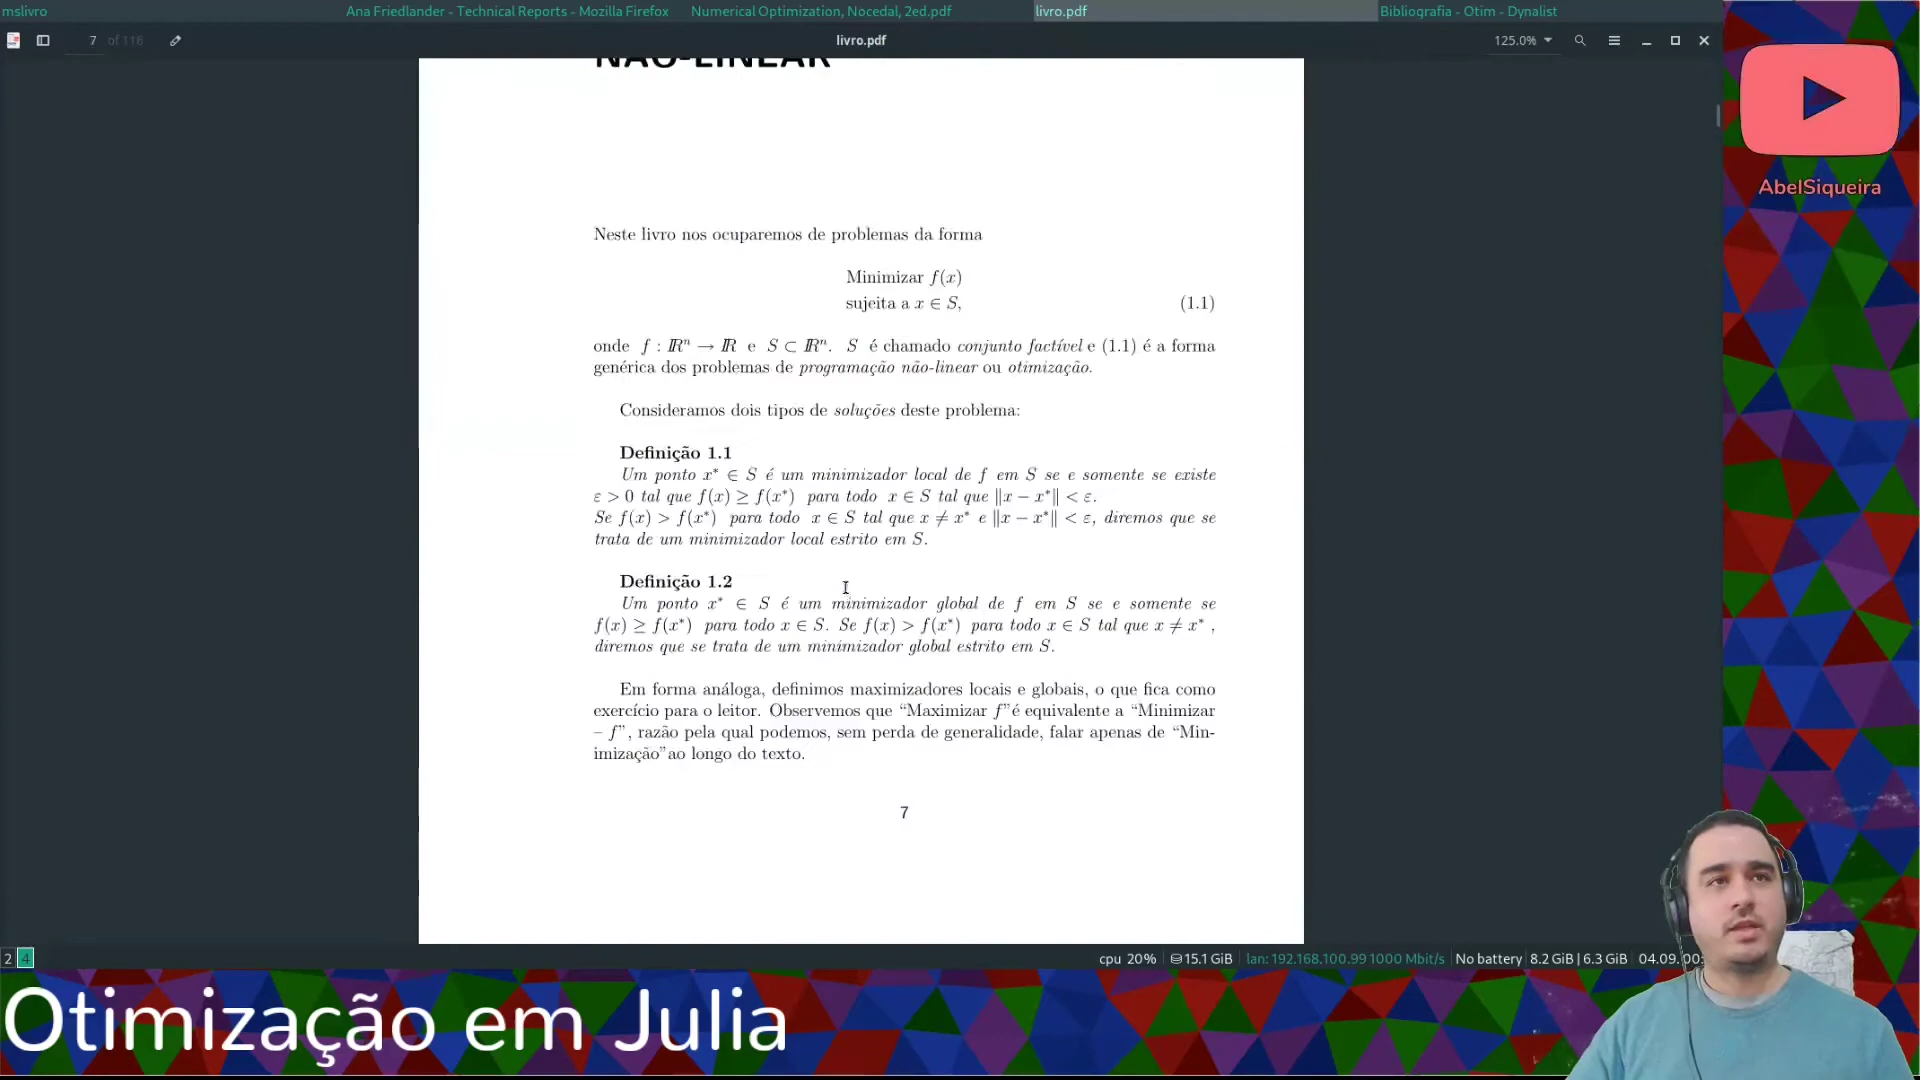 mslivro
Ana Friedlander - Technical Reports - Mozilla Firefox
Numerical Optimization, Nocedal, 2ed.pdf
livro.pdf
Bibliografia - Otim - Dynalist
7 of 116
livro.pdf
125.0%
AbelSiqueira
NÃO-LINEAR
Neste livro nos ocuparemos de problemas da forma
Minimizar f(x)
sujeita a x ∈ S, (1.1)
onde f : ℝⁿ → ℝ e S ⊂ ℝⁿ. S é chamado conjunto factível e (1.1) é a forma
genérica dos problemas de programação não-linear ou otimização.
Consideramos dois tipos de soluções deste problema:
Definição 1.1
Um ponto x* ∈ S é um minimizador local de f em S se e somente se existe
ε > 0 tal que f(x) ≥ f(x*) para todo x ∈ S tal que ‖x − x*‖ < ε.
Se f(x) > f(x*) para todo x ∈ S tal que x ≠ x* e ‖x − x*‖ < ε, diremos que se
trata de um minimizador local estrito em S.
Definição 1.2
Um ponto x* ∈ S é um minimizador global de f em S se e somente se
f(x) ≥ f(x*) para todo x ∈ S. Se f(x) > f(x*) para todo x ∈ S tal que x ≠ x* ,
diremos que se trata de um minimizador global estrito em S.
Em forma análoga, definimos maximizadores locais e globais, o que fica como
exercício para o leitor. Observemos que “Maximizar f”é equivalente a “Minimizar
– f”, razão pela qual podemos, sem perda de generalidade, falar apenas de “Min-
imização”ao longo do texto.
7
2 4
cpu 20% 15.1 GiB lan: 192.168.100.99 1000 Mbit/s No battery 8.2 GiB | 6.3 GiB 04.09. 00:
Otimização em Julia